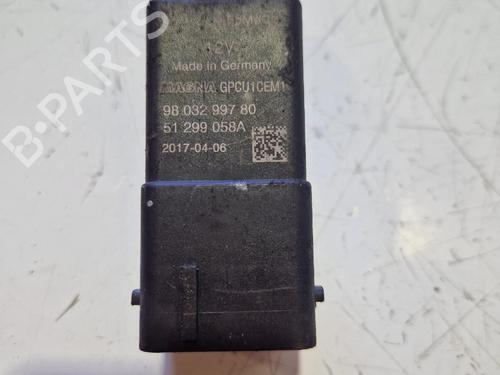 12V
Made in Germany
MAGNA GPCU1CEM1
98 032 997 80
51 299 058A
2017-04-06
B-PARTS